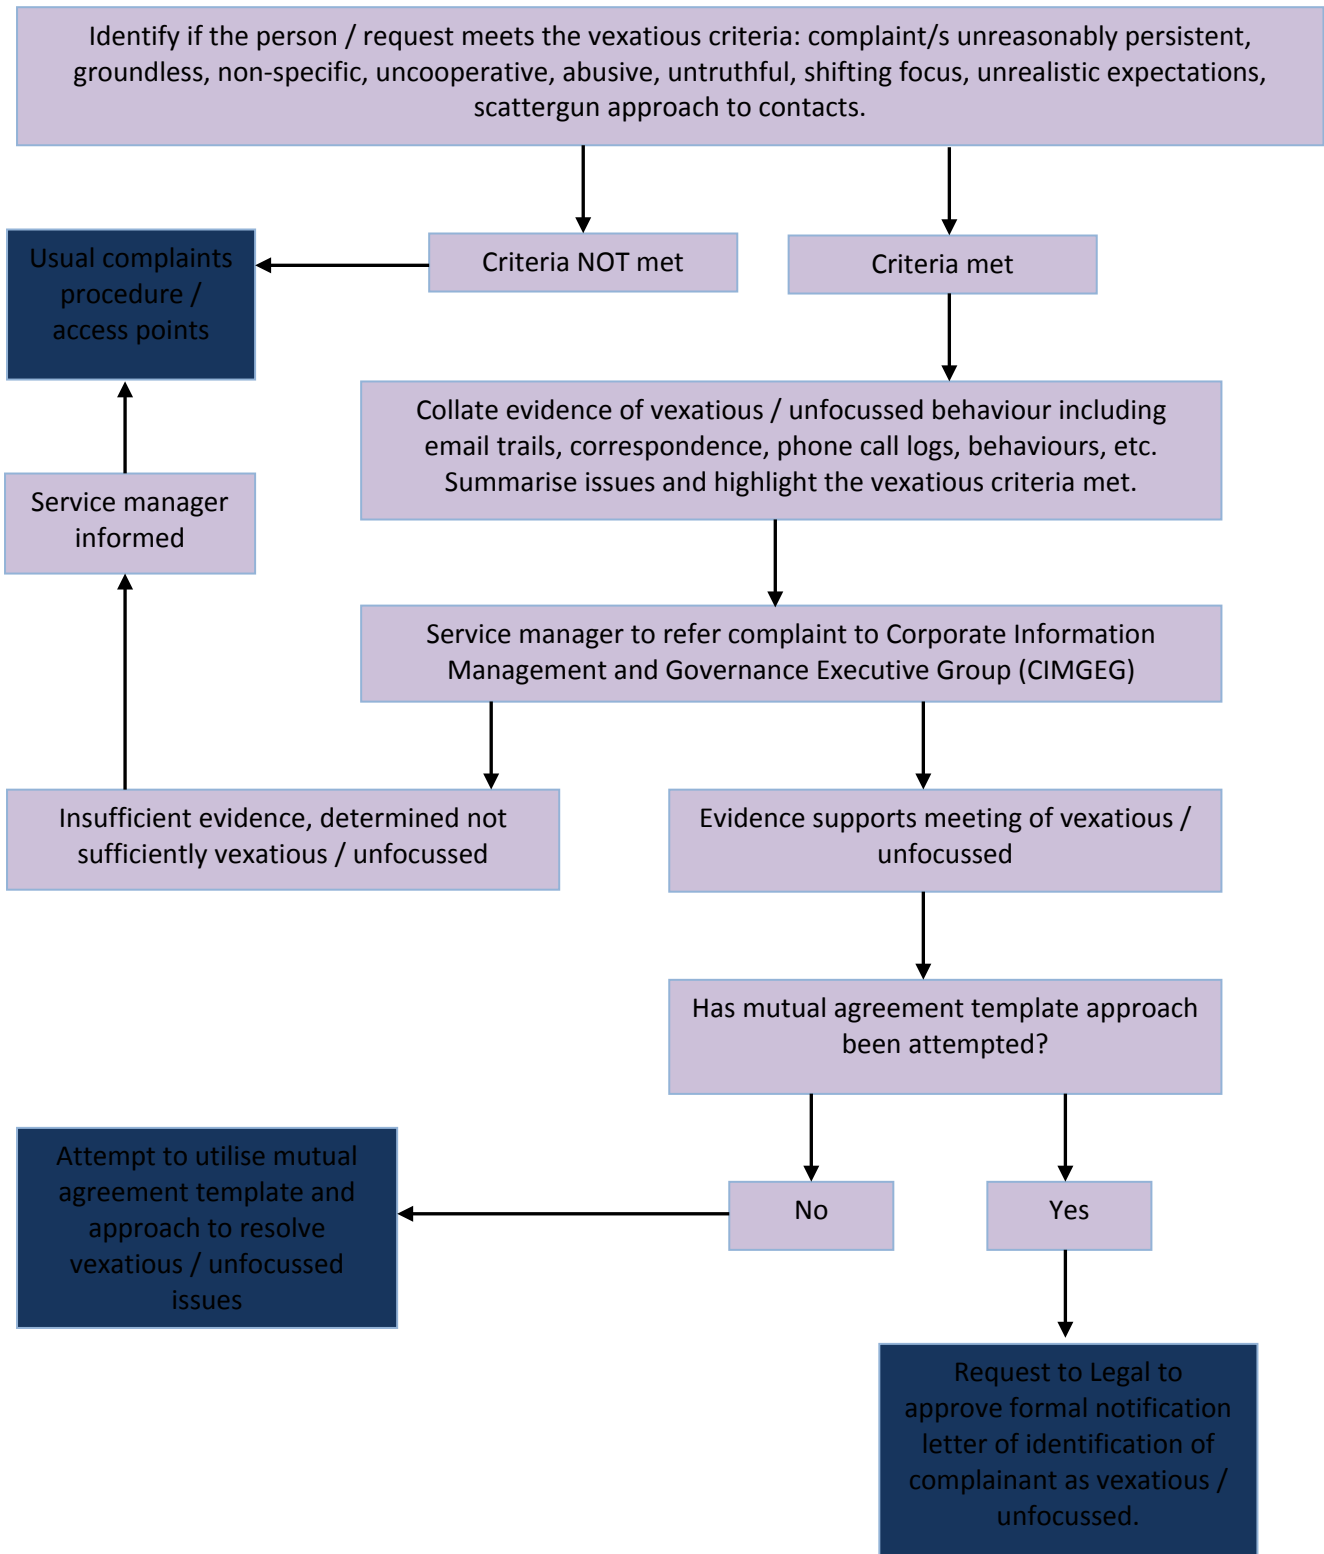 Identify if the person / request meets the vexatious criteria: complaint/s unreasonably persistent,
groundless, non-specific, uncooperative, abusive, untruthful, shifting focus, unrealistic expectations,
scattergun approach to contacts.
Usual complaints
procedure /
access points
Criteria NOT met
Criteria met
Collate evidence of vexatious / unfocussed behaviour including
email trails, correspondence, phone call logs, behaviours, etc.
Summarise issues and highlight the vexatious criteria met.
Service manager
informed
Service manager to refer complaint to Corporate Information
Management and Governance Executive Group (CIMGEG)
Insufficient evidence, determined not
sufficiently vexatious / unfocussed
Evidence supports meeting of vexatious /
unfocussed
Has mutual agreement template approach
been attempted?
Attempt to utilise mutual
agreement template and
approach to resolve
vexatious / unfocussed
issues
No
Yes
Request to Legal to
approve formal notification
letter of identification of
complainant as vexatious /
unfocussed.